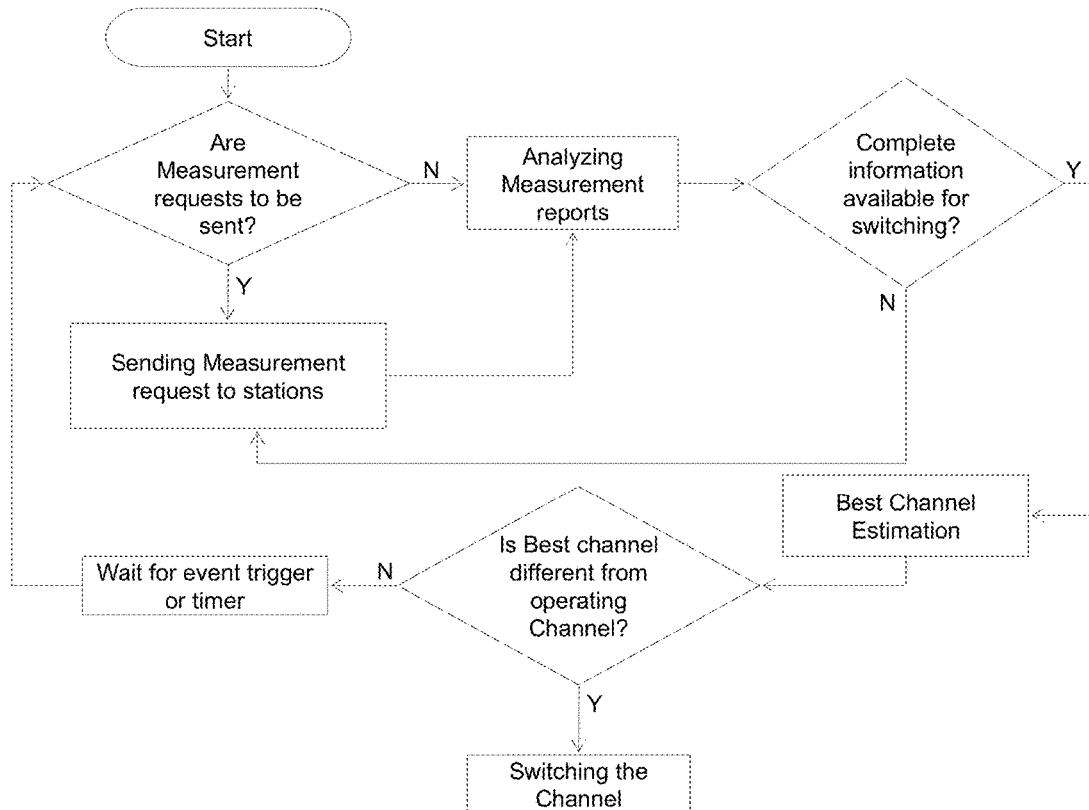 Start
Are
Measurement
requests to be
sent?
N
Analyzing
Measurement
reports
Complete
information
available for
switching?
Y
Y
N
Sending Measurement
request to stations
Best Channel
Estimation
Is Best channel
different from
operating
Channel?
N
Wait for event trigger
or timer
Y
Switching the
Channel